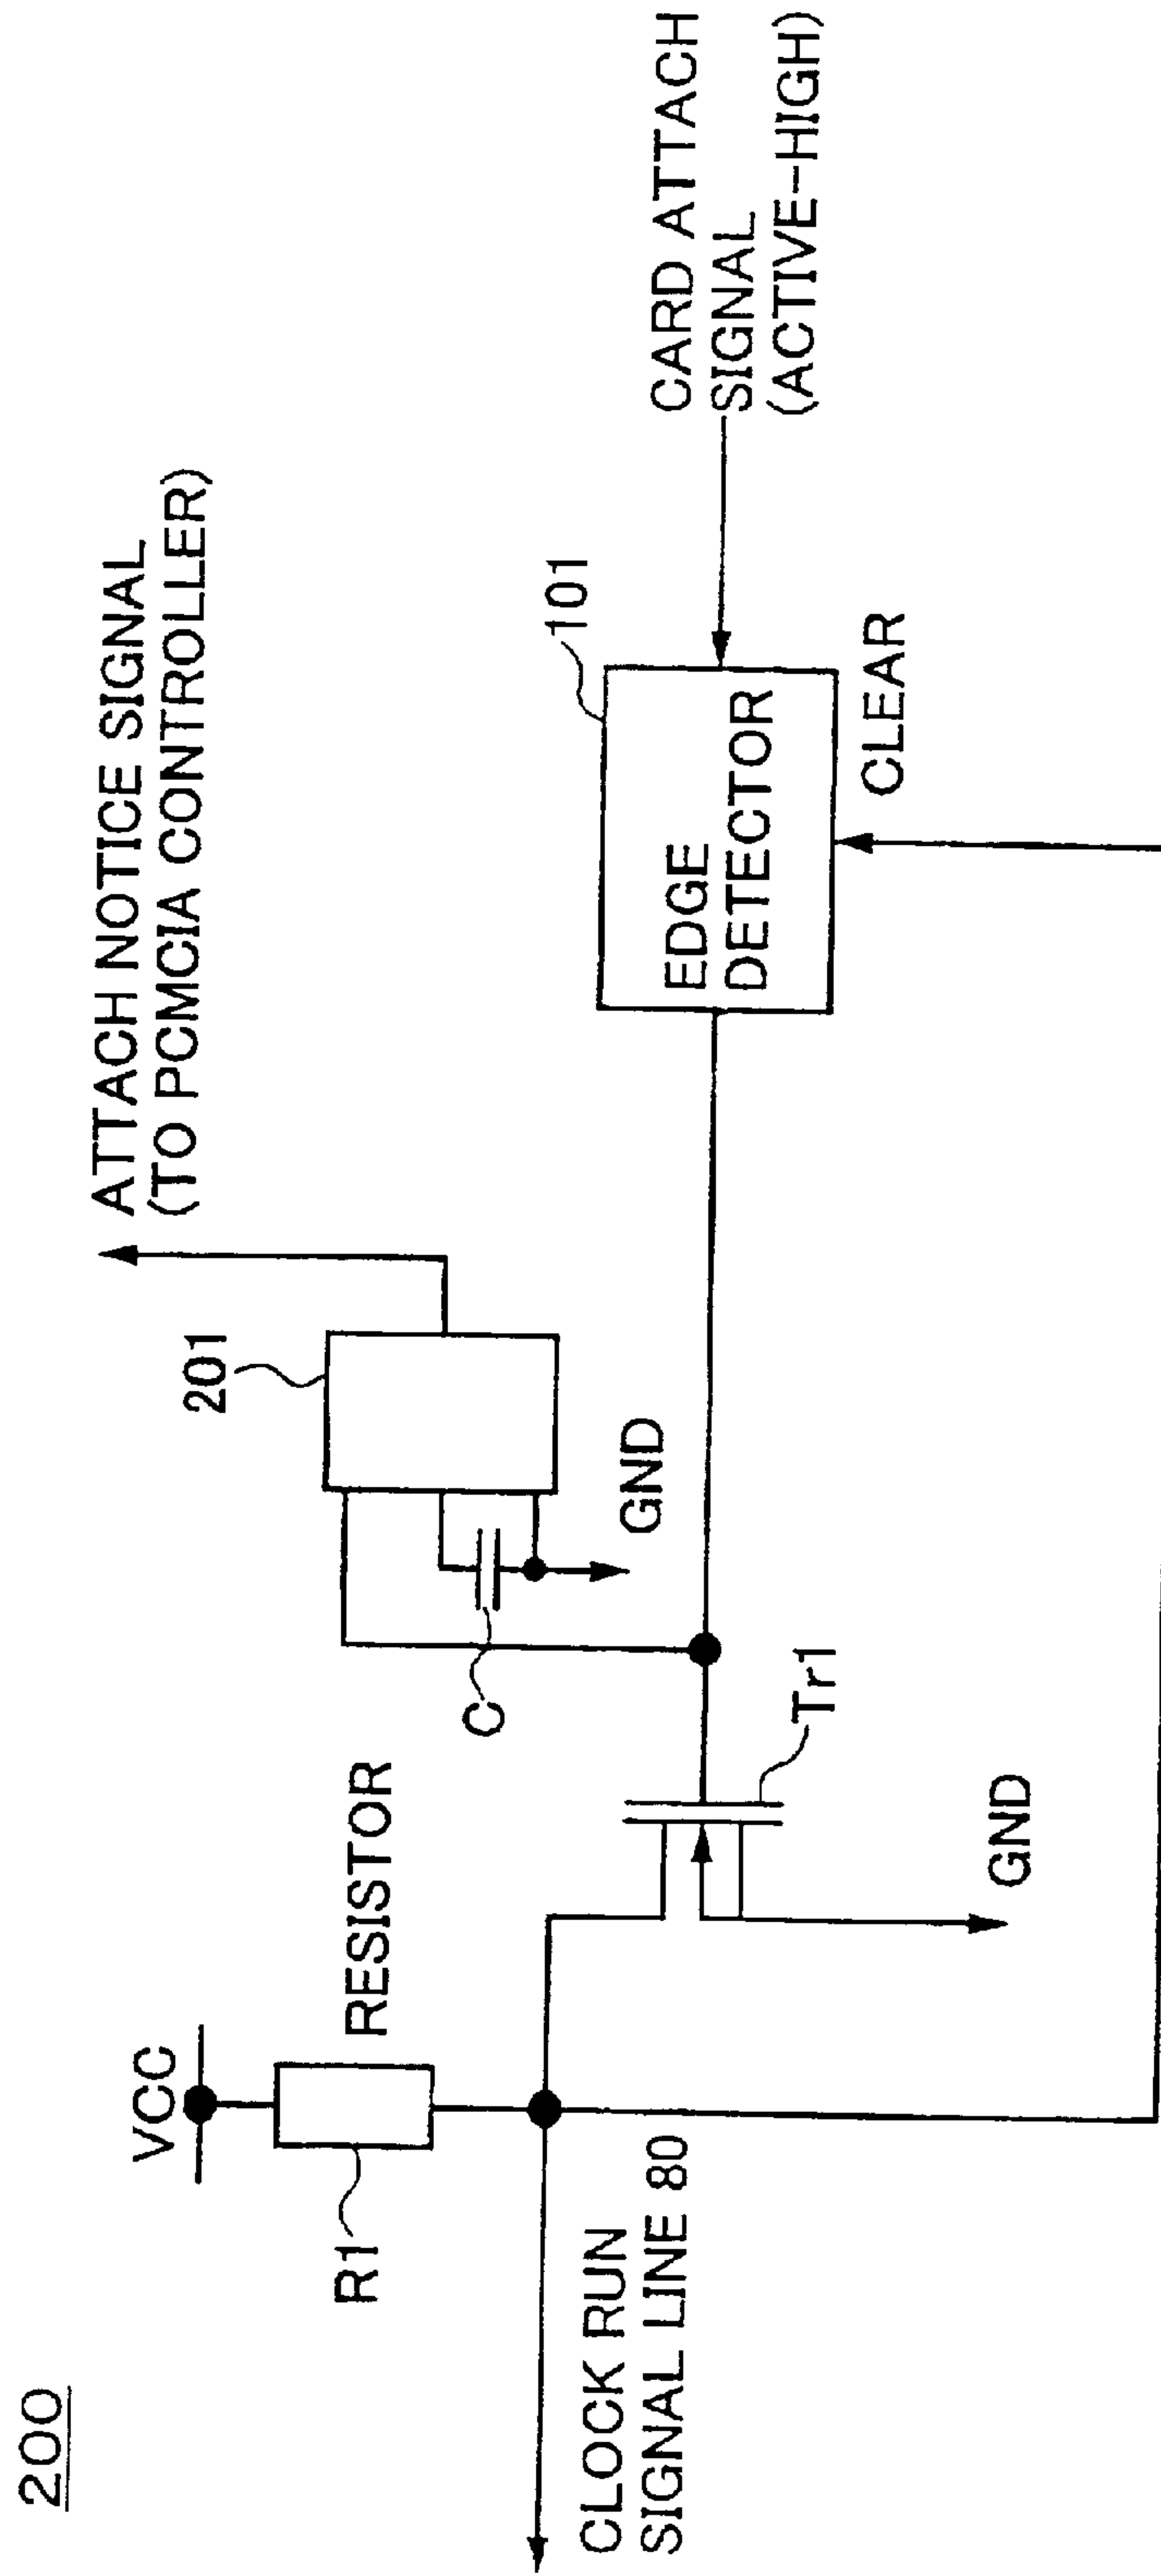 200
VCC
R1
RESISTOR
CLOCK RUN
SIGNAL LINE 80
C
GND
Tr1
GND
201
ATTACH NOTICE SIGNAL
(TO PCMCIA CONTROLLER)
EDGE
DETECTOR
101
CLEAR
CARD ATTACH
SIGNAL
(ACTIVE-HIGH)